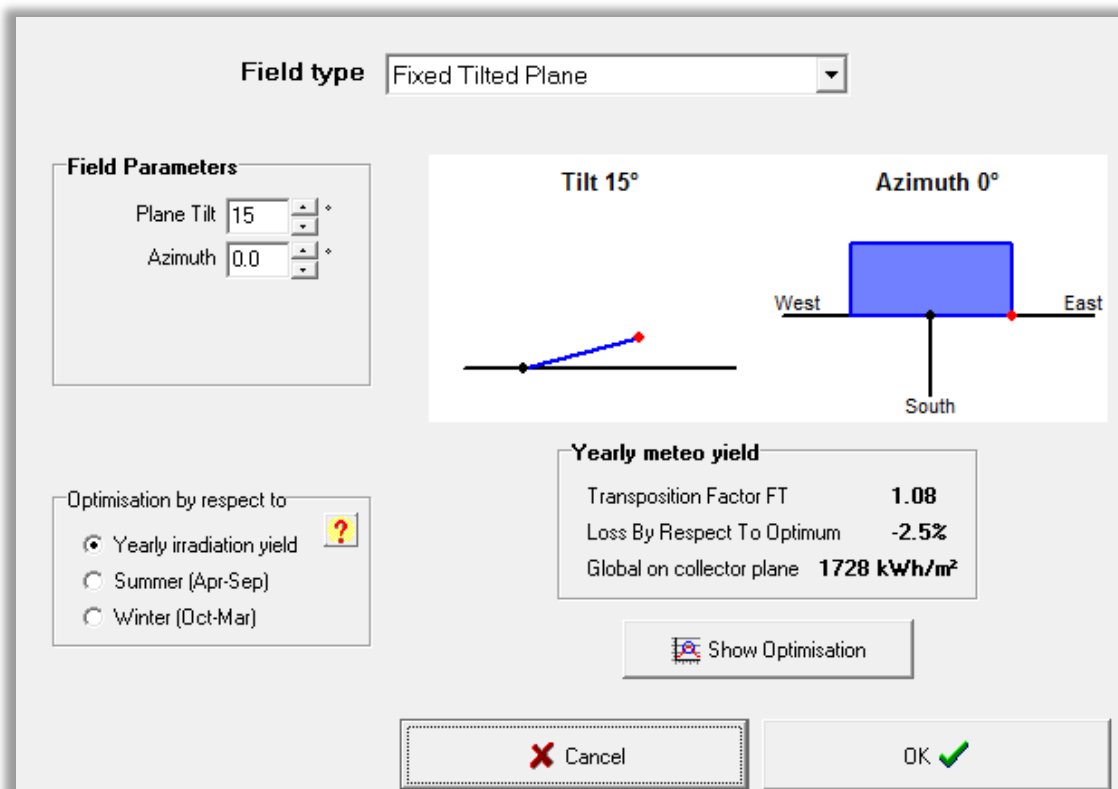 Field type Fixed Tilted Plane
Field Parameters
Plane Tilt 15 °
Azimuth 0.0 °
Tilt 15° Azimuth 0°
West East
South
Optimisation by respect to
Yearly irradiation yield ?
Summer (Apr-Sep)
Winter (Oct-Mar)
Yearly meteo yield
Transposition Factor FT 1.08
Loss By Respect To Optimum -2.5%
Global on collector plane 1728 kWh/m²
Show Optimisation
Cancel OK